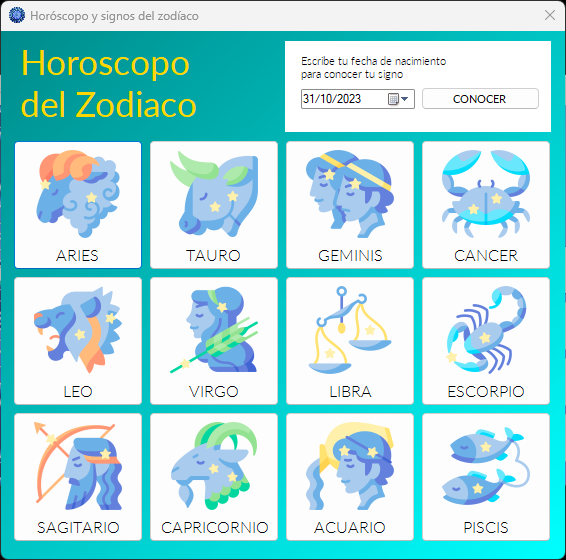 Horóscopo y signos del zodíaco
Horoscopo
del Zodiaco
Escribe tu fecha de nacimiento
para conocer tu signo
31/10/2023
CONOCER
ARIES
TAURO
GEMINIS
CANCER
LEO
VIRGO
LIBRA
ESCORPIO
SAGITARIO
CAPRICORNIO
ACUARIO
PISCIS